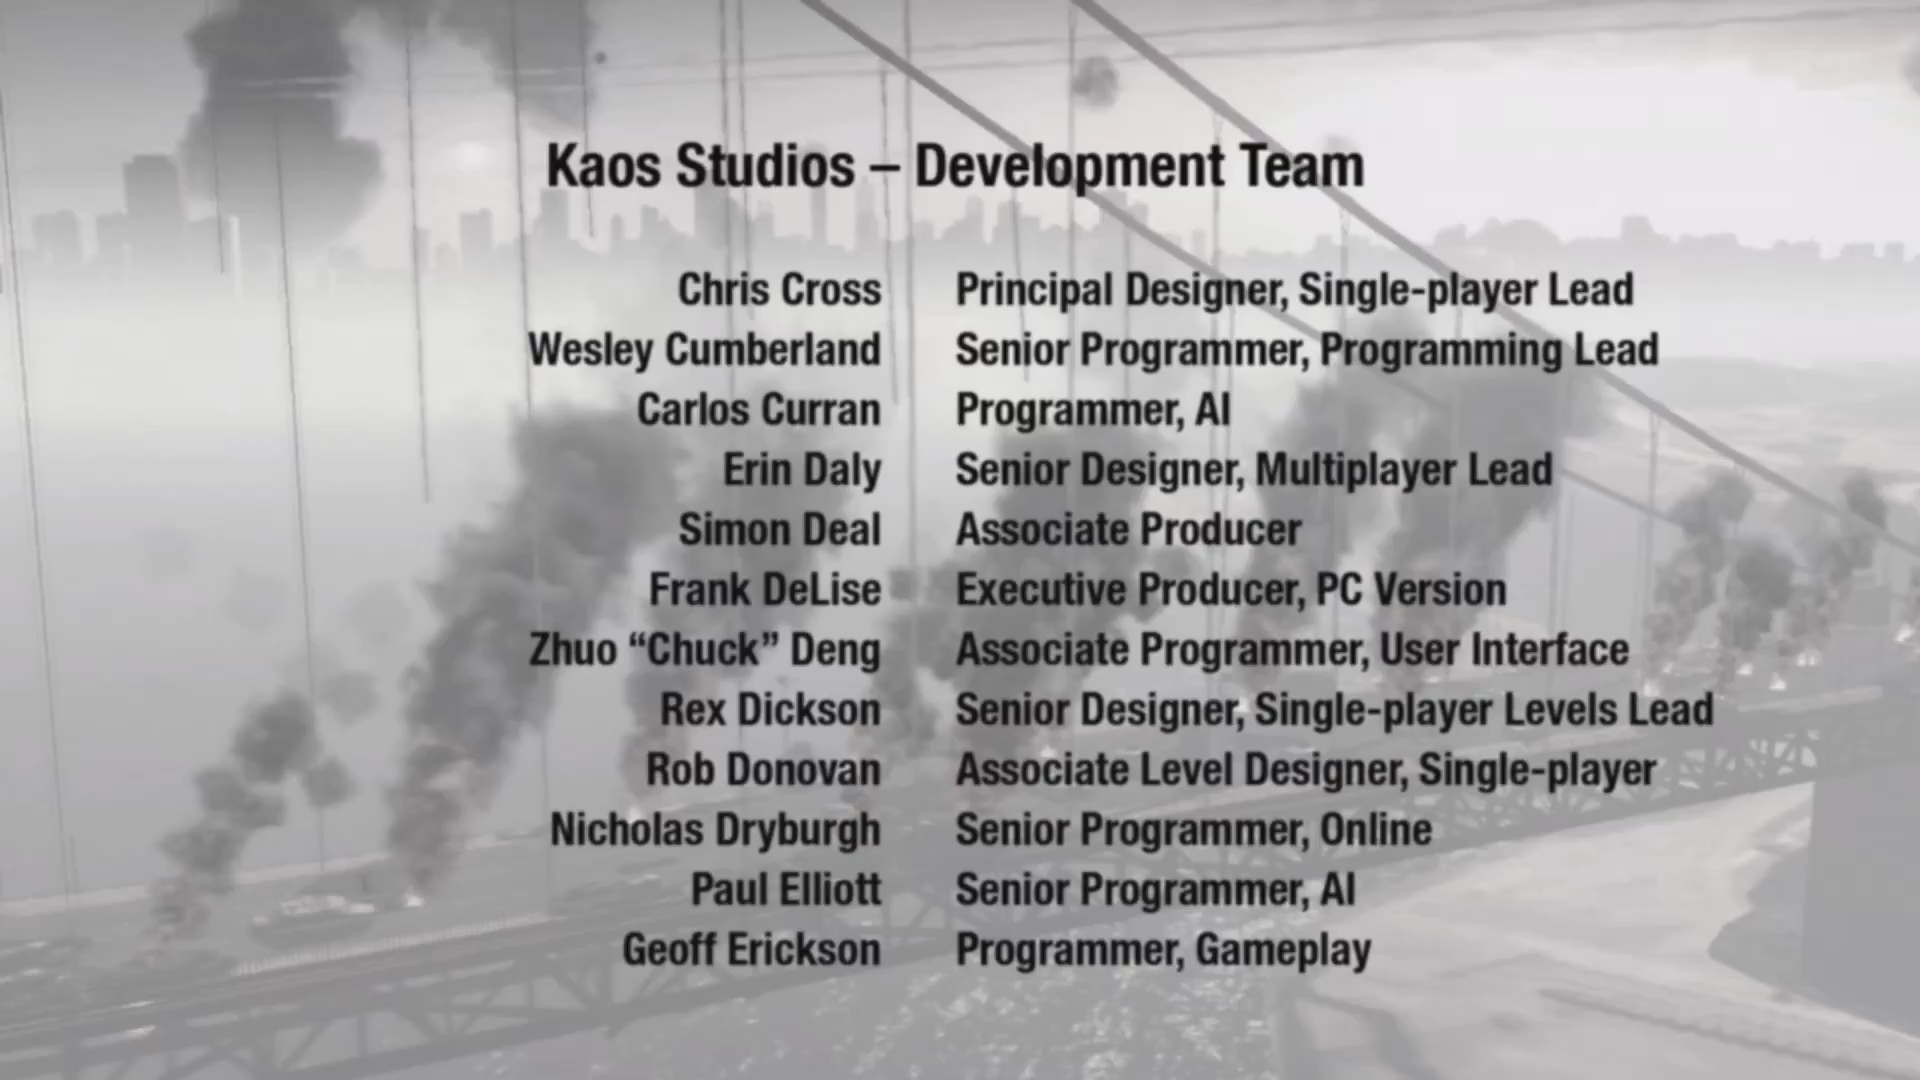 Kaos Studios – Development Team
Chris Cross Principal Designer, Single-player Lead
Wesley Cumberland Senior Programmer, Programming Lead
Carlos Curran Programmer, AI
Erin Daly Senior Designer, Multiplayer Lead
Simon Deal Associate Producer
Frank DeLise Executive Producer, PC Version
Zhuo “Chuck” Deng Associate Programmer, User Interface
Rex Dickson Senior Designer, Single-player Levels Lead
Rob Donovan Associate Level Designer, Single-player
Nicholas Dryburgh Senior Programmer, Online
Paul Elliott Senior Programmer, AI
Geoff Erickson Programmer, Gameplay